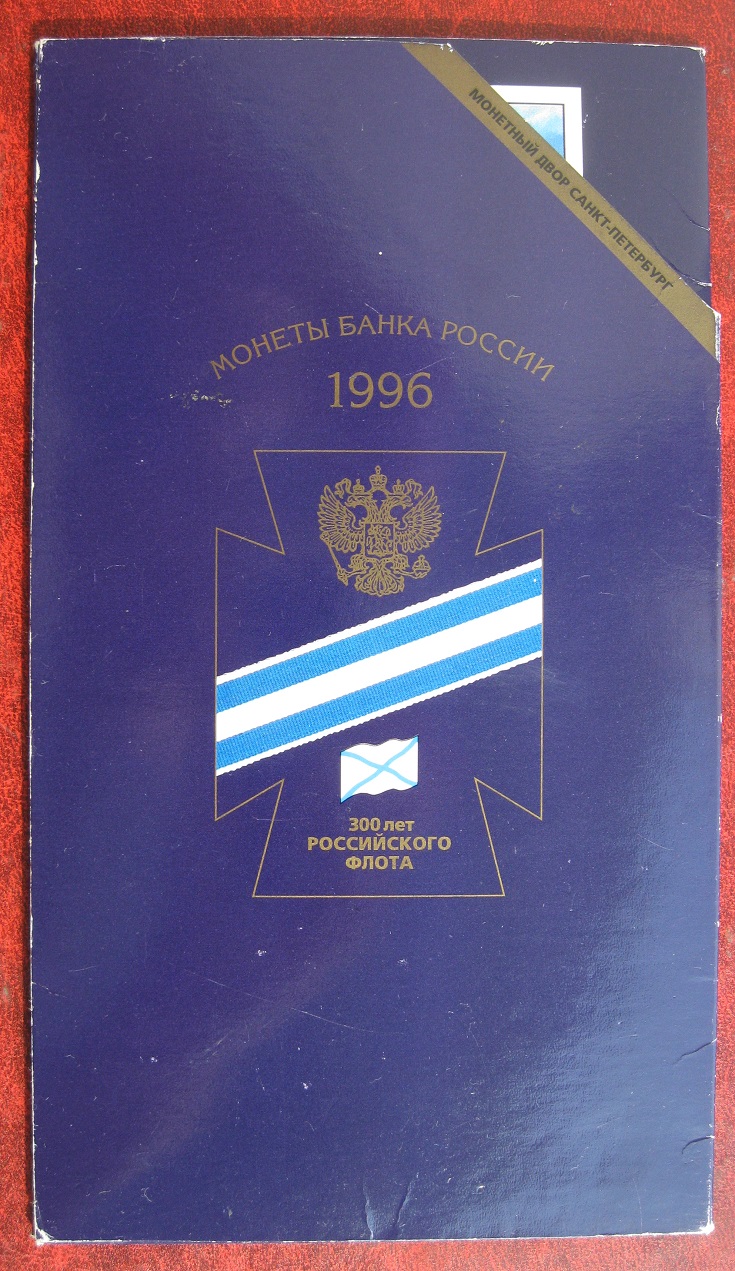 МОНЕТНЫЙ ДВОР САНКТ-ПЕТЕРБУРГ
МОНЕТЫ БАНКА РОССИИ
1996
300 лет
РОССИЙСКОГО
ФЛОТА